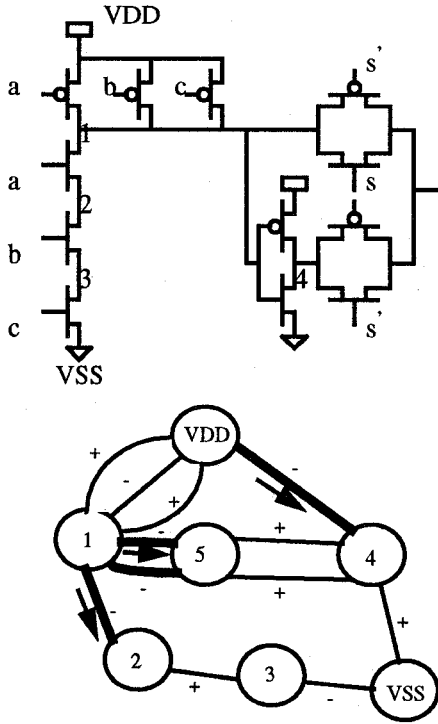 VDD
s'
a
b
c
1
a
s
2
b
3
4
c
s'
VSS
VDD
+
-
+
-
-
+
1
5
4
-
+
-
+
2
+
3
-
VSS